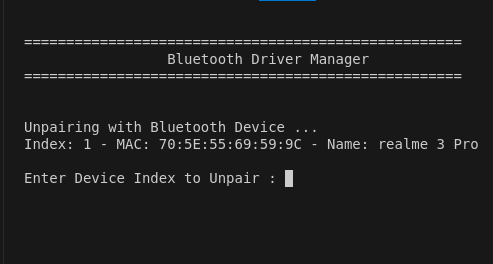 ====================================================
Bluetooth Driver Manager
====================================================
Unpairing with Bluetooth Device ...
Index: 1 - MAC: 70:5E:55:69:59:9C - Name: realme 3 Pro
Enter Device Index to Unpair :